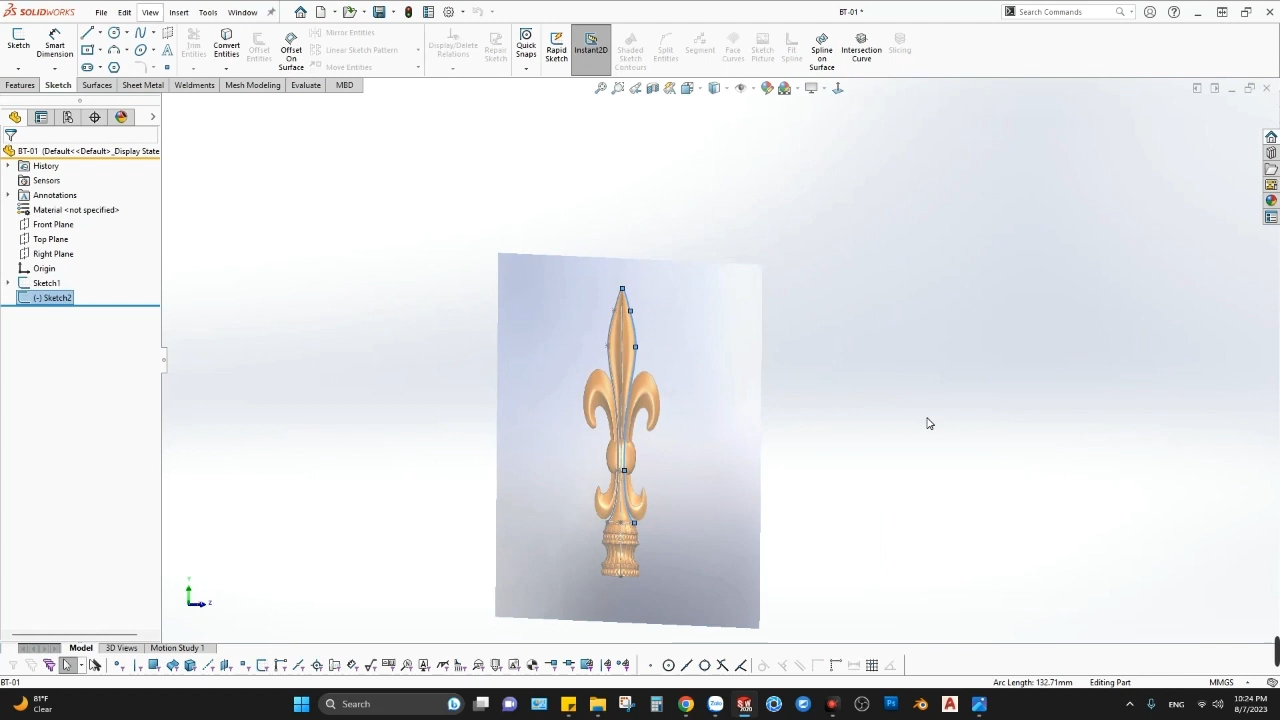 SOLIDWORKS File Edit View Insert Tools Window BT-01 * Search Commands
Sketch Smart Dimension Trim Entities Convert Entities Offset Entities Offset On Surface Mirror Entities Linear Sketch Pattern Move Entities Display/Delete Relations Repair Sketch Quick Snaps Rapid Sketch Instant2D Shaded Sketch Contours Split Entities Segment Face Curves Sketch Picture Fit Spline Spline on Surface Intersection Curve Slicing
Features Sketch Surfaces Sheet Metal Weldments Mesh Modeling Evaluate MBD
BT-01 (Default<<Default>_Display State
History
Sensors
Annotations
Material <not specified>
Front Plane
Top Plane
Right Plane
Origin
Sketch1
(-) Sketch2
Y
Z
Model 3D Views Motion Study 1
BT-01 Arc Length: 132.71mm Editing Part MMGS
81°F
Clear
Search
Zalo
SW
2020
Ps
A
ENG
10:24 PM
8/7/2023